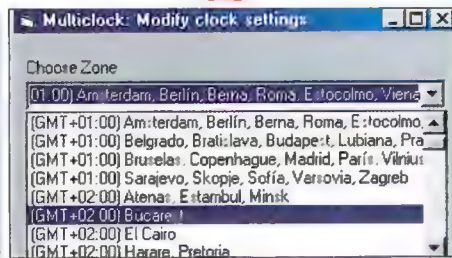 Multiclock: Modify clock settings
Choose Zone
01:00) Amsterdam, Berlín, Berna, Roma, Estocolmo, Viena
(GMT+01:00) Amsterdam, Berlín, Berna, Roma, Estocolmo,
(GMT+01:00) Belgrado, Bratislava, Budapest, Lubiana, Pra
(GMT+01:00) Bruselas, Copenhague, Madrid, París, Vilnius
(GMT+01:00) Sarajevo, Skopje, Sofía, Varsovia, Zagreb
(GMT+02:00) Atenas, Estambul, Minsk
(GMT+02:00) Bucarest
(GMT+02:00) El Cairo
(GMT+02:00) Harare, Pretoria